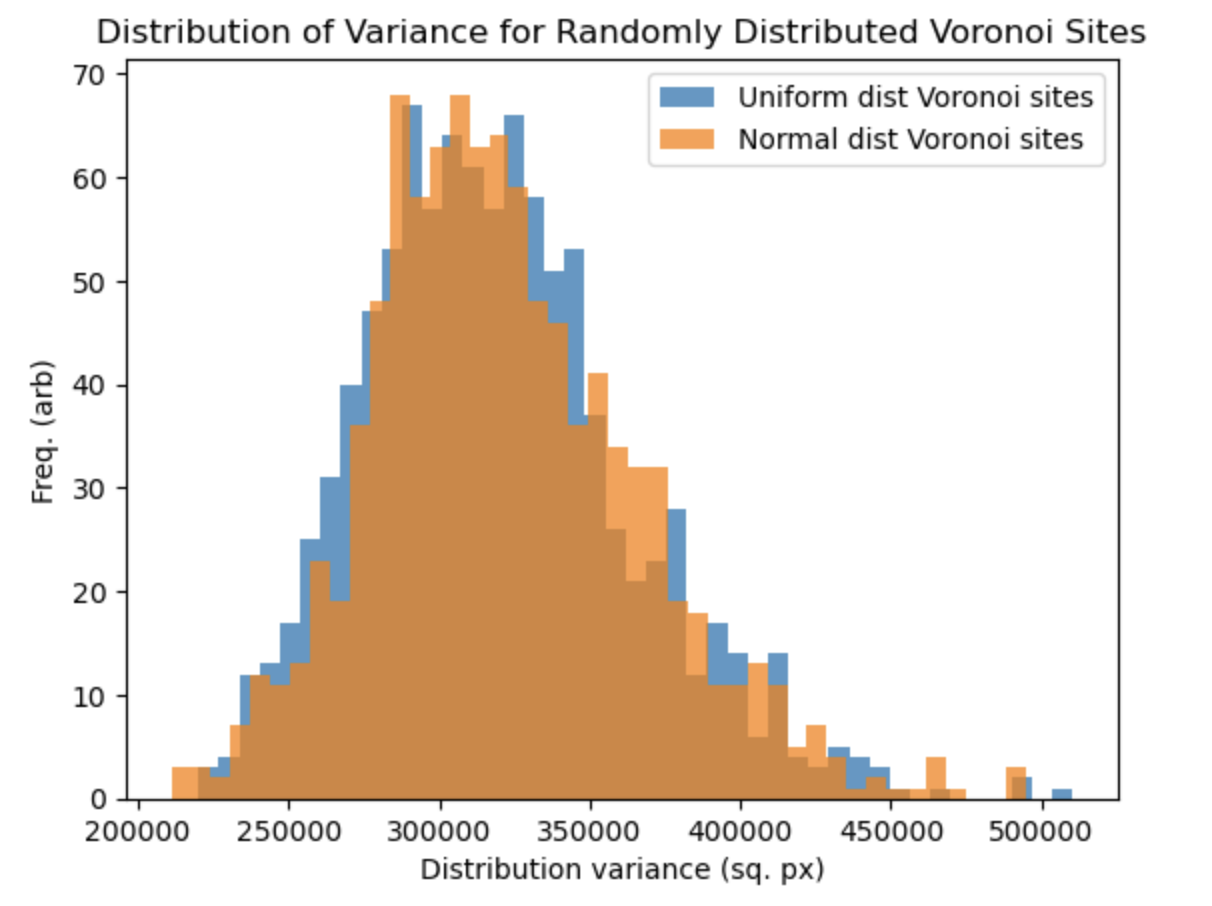 Distribution of Variance for Randomly Distributed Voronoi Sites
Uniform dist Voronoi sites
Normal dist Voronoi sites
Freq. (arb)
70
60
50
40
30
20
10
0
200000 250000 300000 350000 400000 450000 500000
Distribution variance (sq. px)